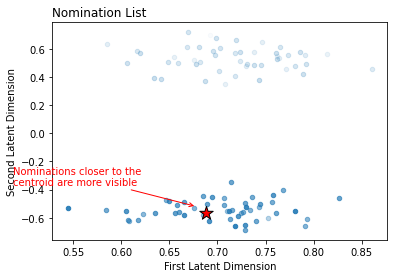 Nomination List
Second Latent Dimension
0.6
0.4
0.2
0.0
−0.2
−0.4
−0.6
Nominations closer to the
centroid are more visible
0.55 0.60 0.65 0.70 0.75 0.80 0.85
First Latent Dimension